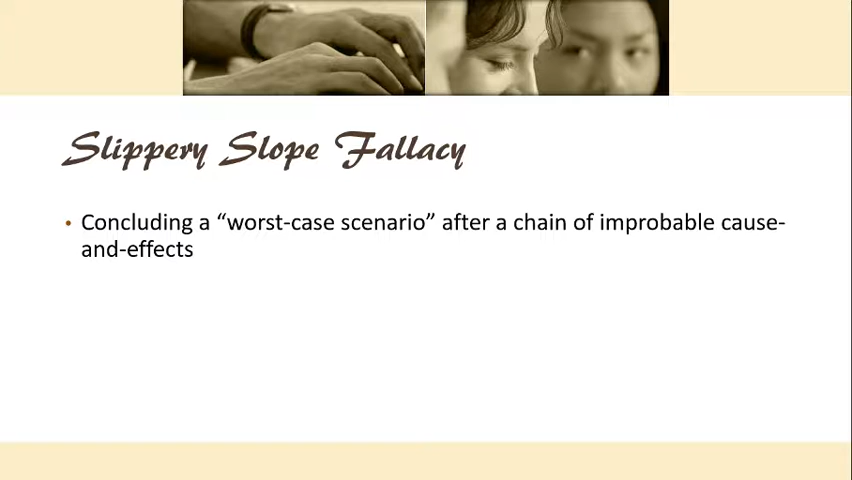 Slippery Slope Fallacy
• Concluding a “worst-case scenario” after a chain of improbable cause-
and-effects